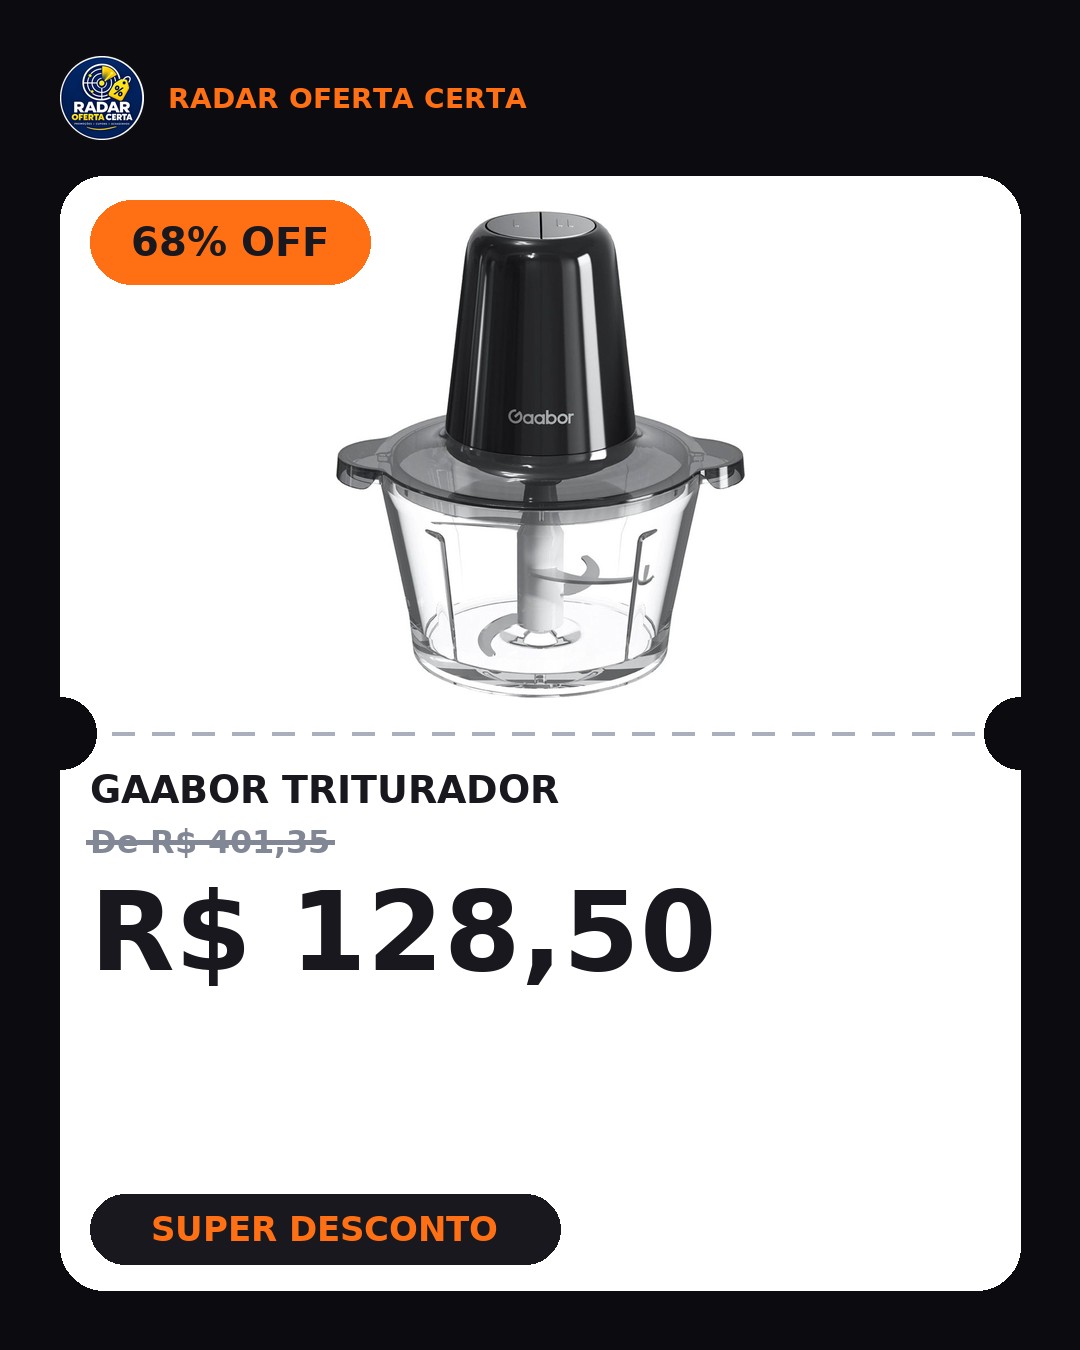 RADAR
OFERTA CERTA
RADAR OFERTA CERTA
68% OFF
Gaabor
GAABOR TRITURADOR
De R$ 401,35
R$ 128,50
SUPER DESCONTO